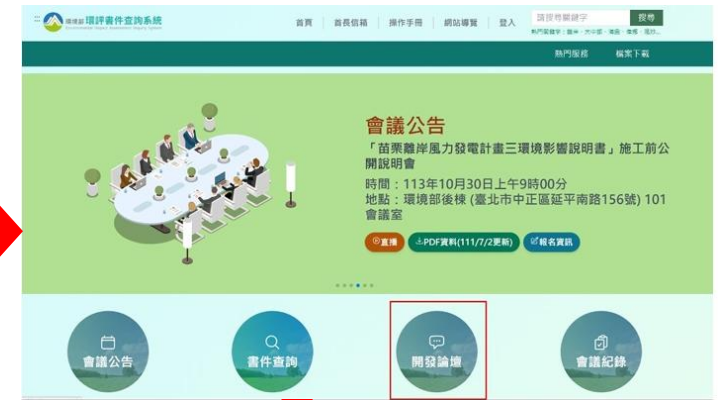 環境部 環評書件查詢系統
首頁 首長信箱 操作手冊 網站導覽 登入
請搜尋關鍵字 搜尋
熱門服務 檔案下載
會議公告
「苗栗離岸風力發電計畫三環境影響說明書」施工前公
開說明會
時間：113年10月30日上午9時00分
地點：環境部後棟 (臺北市中正區延平南路156號) 101
會議室
直播 PDF資料(111/7/2更新) 報名資訊
會議公告 書件查詢 開發論壇 會議紀錄